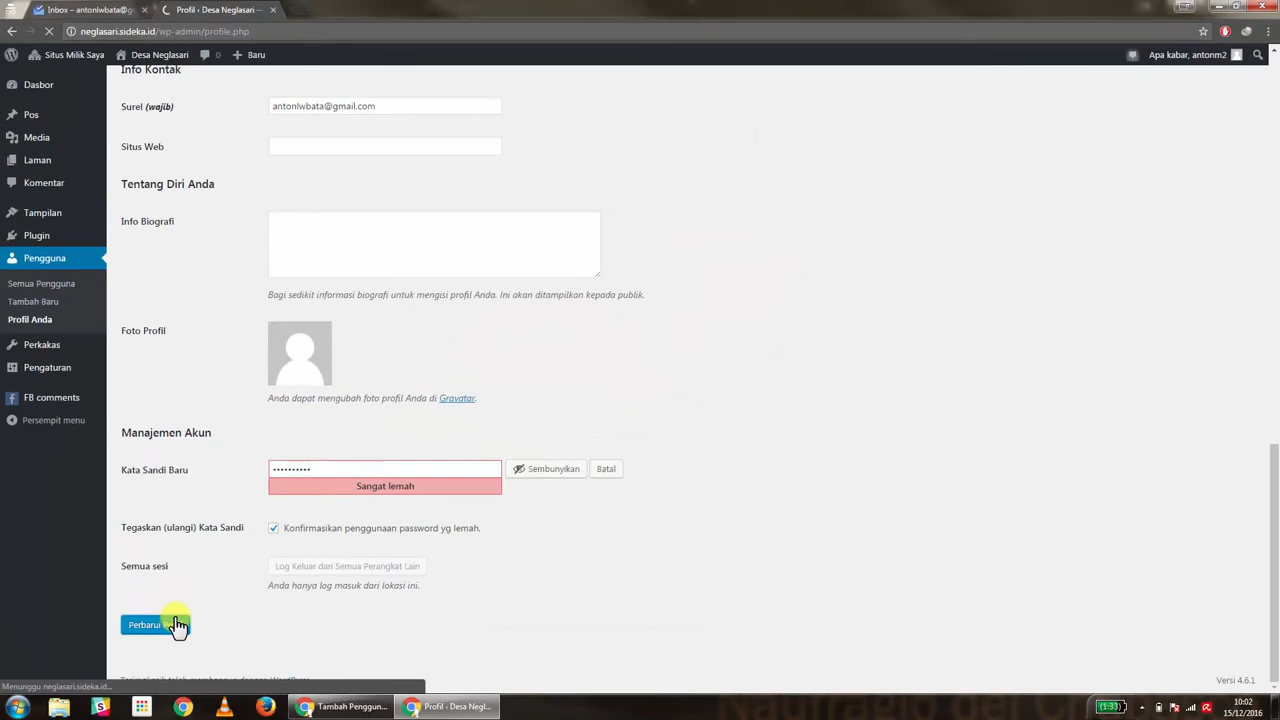 Inbox – antonlwbata@g
Profil ‹ Desa Neglasari —
neglasari.sideka.id/wp-admin/profile.php
Situs Milik Saya
Desa Neglasari
0
Baru
Apa kabar, antonm2
Dasbor
Pos
Media
Laman
Komentar
Tampilan
Plugin
Pengguna
Semua Pengguna
Tambah Baru
Profil Anda
Perkakas
Pengaturan
FB comments
Persempit menu
Info Kontak
Surel (wajib)
antonlwbata@gmail.com
Situs Web
Tentang Diri Anda
Info Biografi
Bagi sedikit informasi biografi untuk mengisi profil Anda. Ini akan ditampilkan kepada publik.
Foto Profil
Anda dapat mengubah foto profil Anda di Gravatar.
Manajemen Akun
Kata Sandi Baru
••••••••••
Sembunyikan
Batal
Sangat lemah
Tegaskan (ulangi) Kata Sandi
Konfirmasikan penggunaan password yg lemah.
Semua sesi
Log Keluar dari Semua Perangkat Lain
Anda hanya log masuk dari lokasi ini.
Perbarui
Versi 4.6.1
Menunggu neglasari.sideka.id...
Tambah Penggun...
Profil ‹ Desa Negl...
(1:33)
10:02
15/12/2016